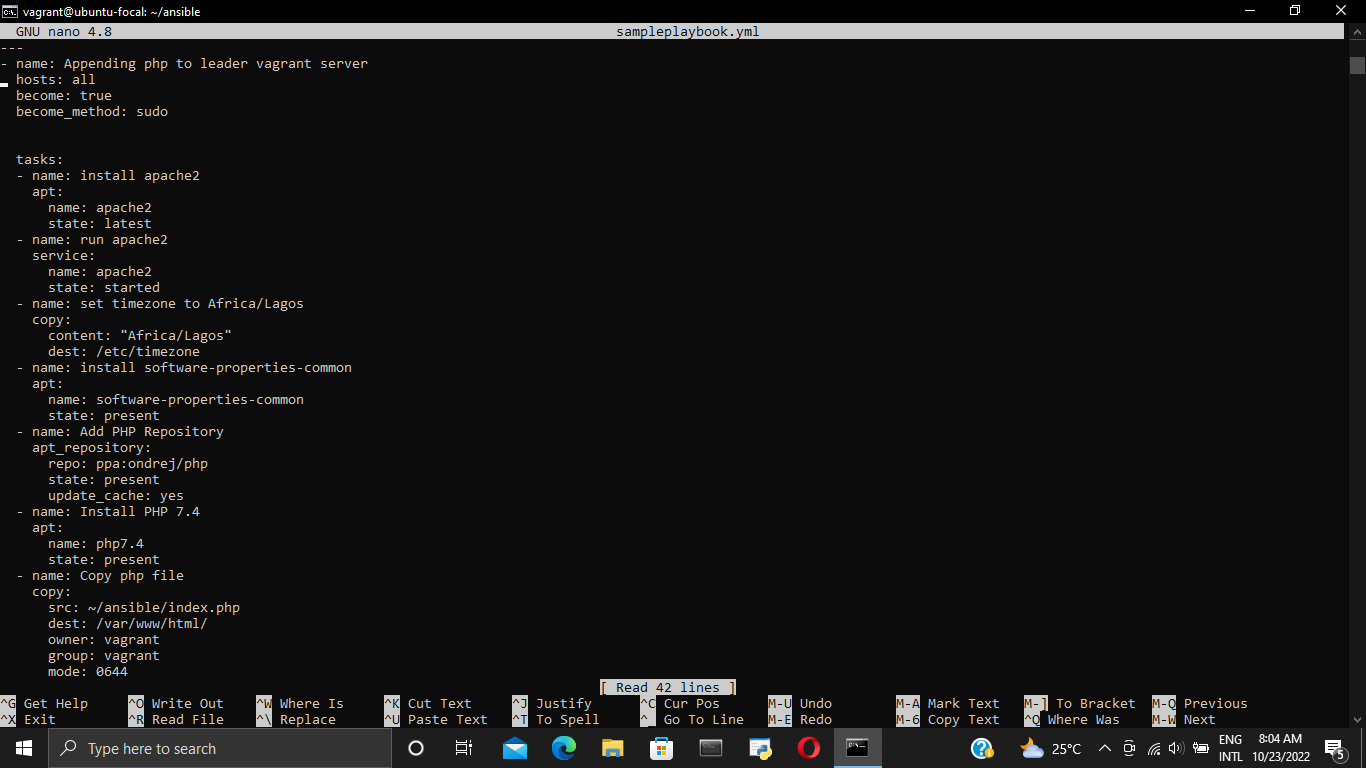 vagrant@ubuntu-focal: ~/ansible
GNU nano 4.8 sampleplaybook.yml
---
- name: Appending php to leader vagrant server
  hosts: all
  become: true
  become_method: sudo
  tasks:
  - name: install apache2
    apt:
      name: apache2
      state: latest
  - name: run apache2
    service:
      name: apache2
      state: started
  - name: set timezone to Africa/Lagos
    copy:
      content: "Africa/Lagos"
      dest: /etc/timezone
  - name: install software-properties-common
    apt:
      name: software-properties-common
      state: present
  - name: Add PHP Repository
    apt_repository:
      repo: ppa:ondrej/php
      state: present
      update_cache: yes
  - name: Install PHP 7.4
    apt:
      name: php7.4
      state: present
  - name: Copy php file
    copy:
      src: ~/ansible/index.php
      dest: /var/www/html/
      owner: vagrant
      group: vagrant
      mode: 0644
[ Read 42 lines ]
^G Get Help ^O Write Out ^W Where Is ^K Cut Text ^J Justify ^C Cur Pos M-U Undo M-A Mark Text M-] To Bracket M-Q Previous
^X Exit ^R Read File ^\ Replace ^U Paste Text ^T To Spell ^_ Go To Line M-E Redo M-6 Copy Text ^Q Where Was M-W Next
Type here to search 25°C ENG 8:04 AM
INTL 10/23/2022 5